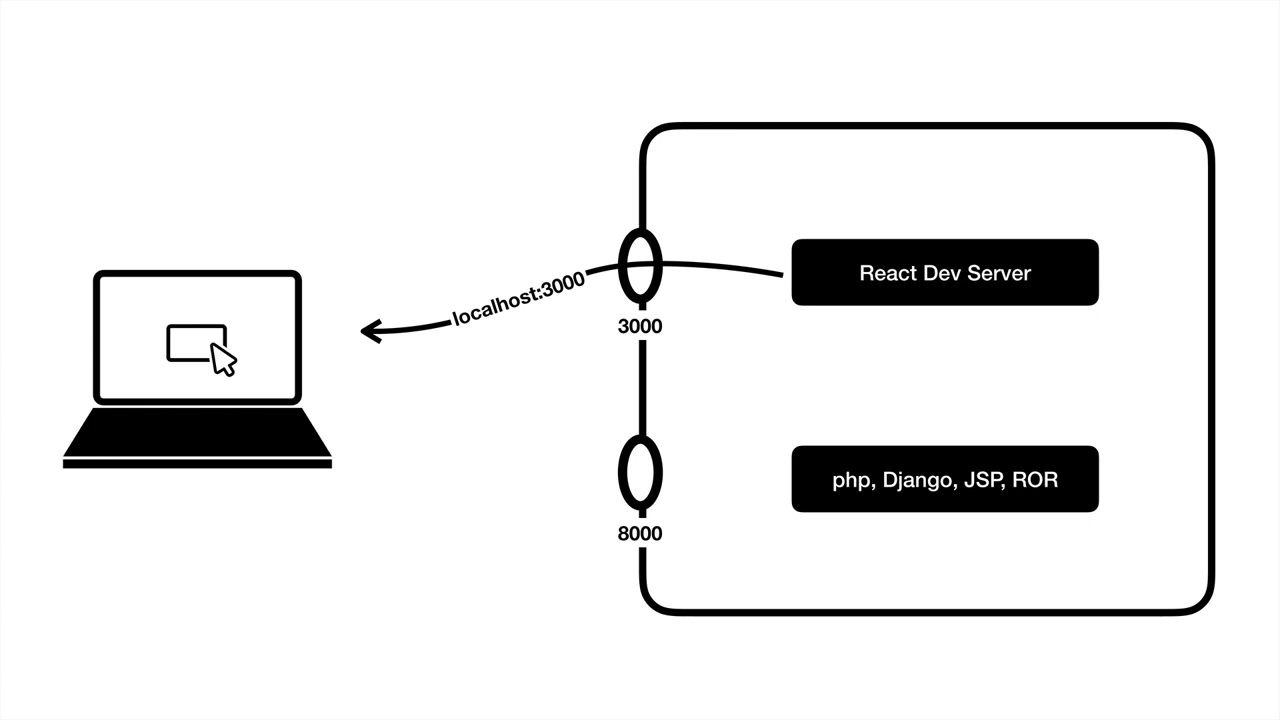 React Dev Server
localhost:3000
3000
php, Django, JSP, ROR
8000